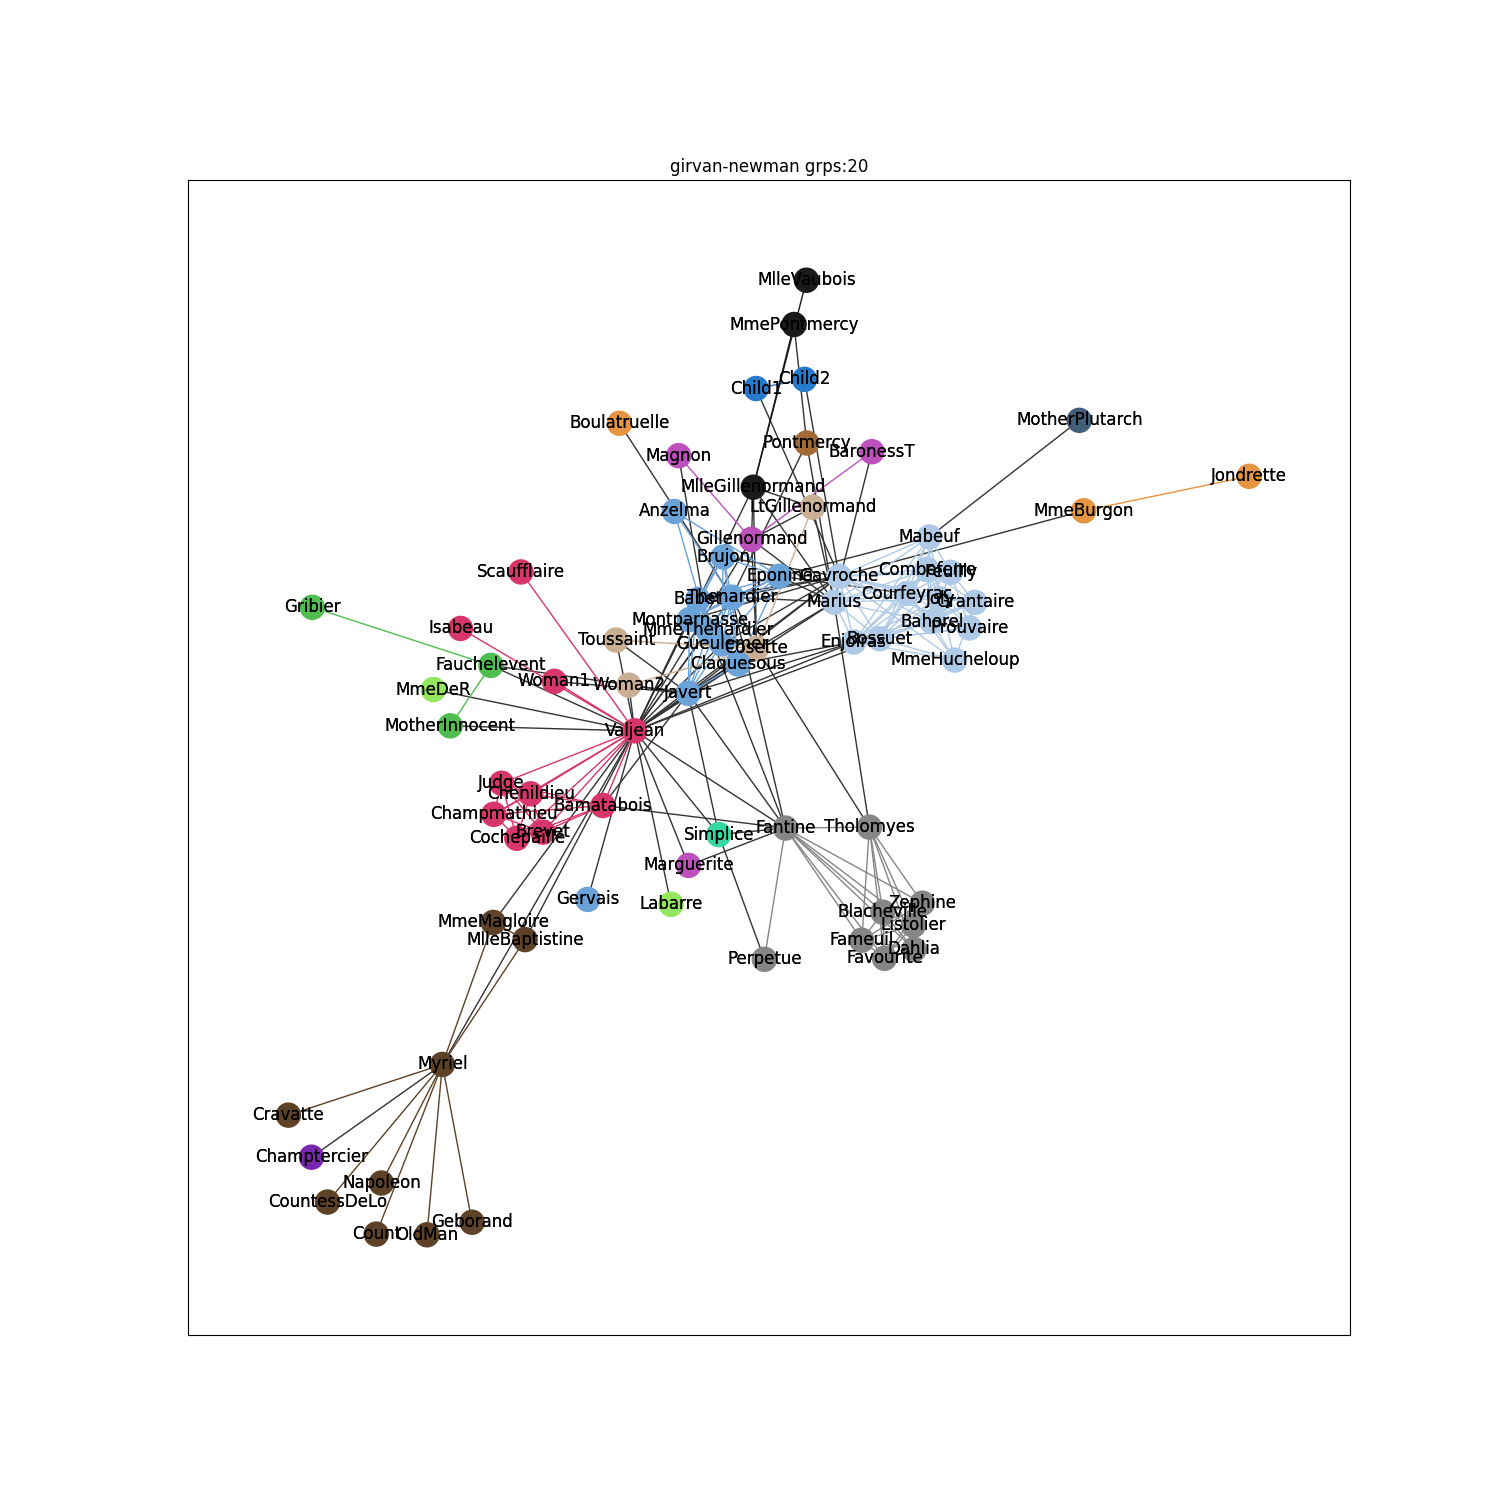 girvan-newman grps:20
MlleVaubois
MmePontmercy
Child2
Child1
Boulatruelle
MotherPlutarch
Pontmercy
BaronessT
Magnon
Jondrette
MlleGillenormand
LtGillenormand
Anzelma
MmeBurgon
Gillenormand
Mabeuf
Brujon
Scaufflaire
Combeferre
Feuilly
Eponine
Gavroche
Courfeyrac
Babet
Thenardier
Joly
Marius
Grantaire
Gribier
Montparnasse
Isabeau
Bahorel
Prouvaire
MmeThenardier
Toussaint
Enjolras
Bossuet
Gueulemer
Cosette
MmeHucheloup
Fauchelevent
Claquesous
Woman1
Woman2
MmeDeR
Javert
MotherInnocent
Valjean
Judge
Chenildieu
Bamatabois
Champmathieu
Brevet
Cochepaille
Simplice
Fantine
Tholomyes
Marguerite
Gervais
Labarre
Zephine
Blacheville
MmeMagloire
Listolier
MlleBaptistine
Fameuil
Dahlia
Favourite
Perpetue
Myriel
Cravatte
Champtercier
Napoleon
CountessDeLo
Geborand
Count
OldMan